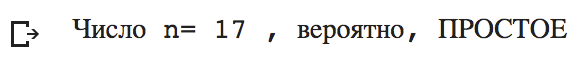 Число n= 17 , вероятно, ПРОСТОЕ